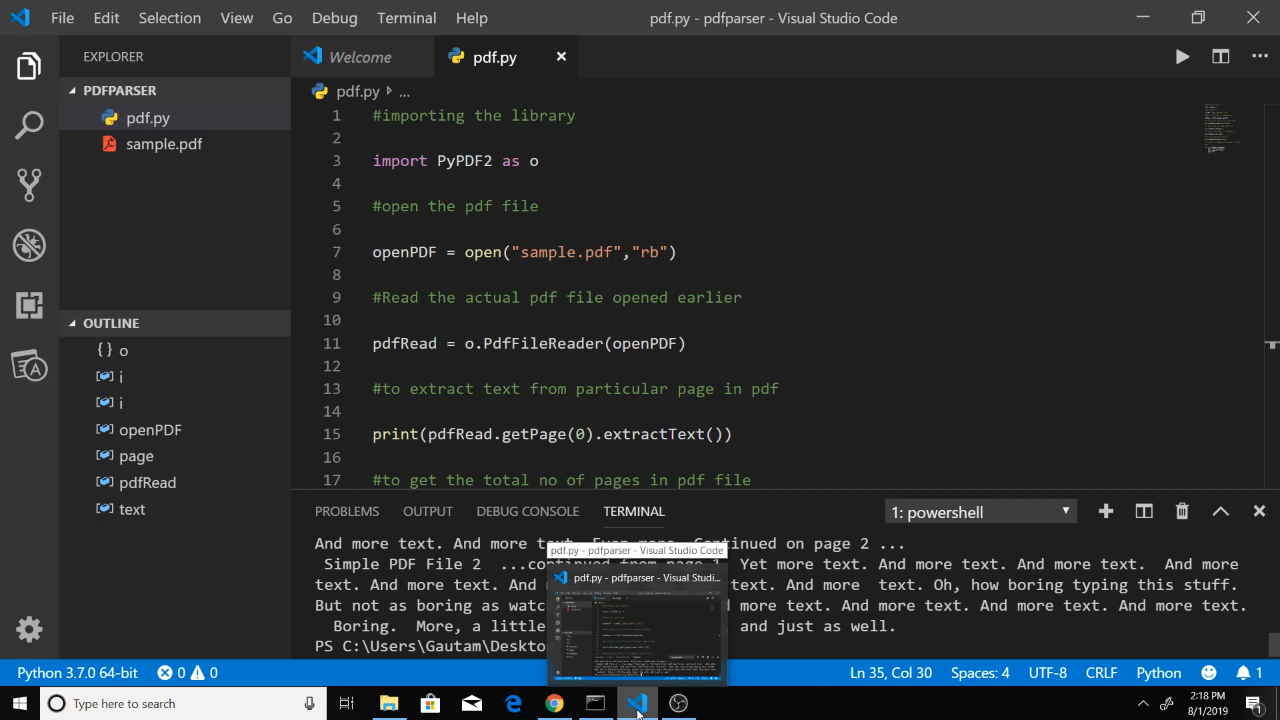 File Edit Selection View Go Debug Terminal Help pdf.py - pdfparser - Visual Studio Code
EXPLORER
PDFPARSER
pdf.py
sample.pdf
OUTLINE
{} o
i
i
openPDF
page
pdfRead
text
Welcome pdf.py
pdf.py ...
1 #importing the library
2
3 import PyPDF2 as o
4
5 #open the pdf file
6
7 openPDF = open("sample.pdf","rb")
8
9 #Read the actual pdf file opened earlier
10
11 pdfRead = o.PdfFileReader(openPDF)
12
13 #to extract text from particular page in pdf
14
15 print(pdfRead.getPage(0).extractText())
16
17 #to get the total no of pages in pdf file
PROBLEMS OUTPUT DEBUG CONSOLE TERMINAL 1: powershell
And more text. And more text. Even more. Continued on page 2 ...
Simple PDF File 2 ...continued from page 1. Yet more text. And more text. And more text. And more
text. And more text. And more text. And more text. Oh, how boring typing this stuff.
not as boring as watch text. And more text. And more text. And more text.
Boring. More, a little and just as well.
PS C:\Users\Gautam\Deskto
pdf.py - pdfparser - Visual Studio Code
pdf.py - pdfparser - Visual Studi...
Python 3.7.0 64-bit 0 1 Ln 35, Col 30 Spaces: 4 UTF-8 CRLF Python 1
Type here to search
2:18 PM
8/1/2019